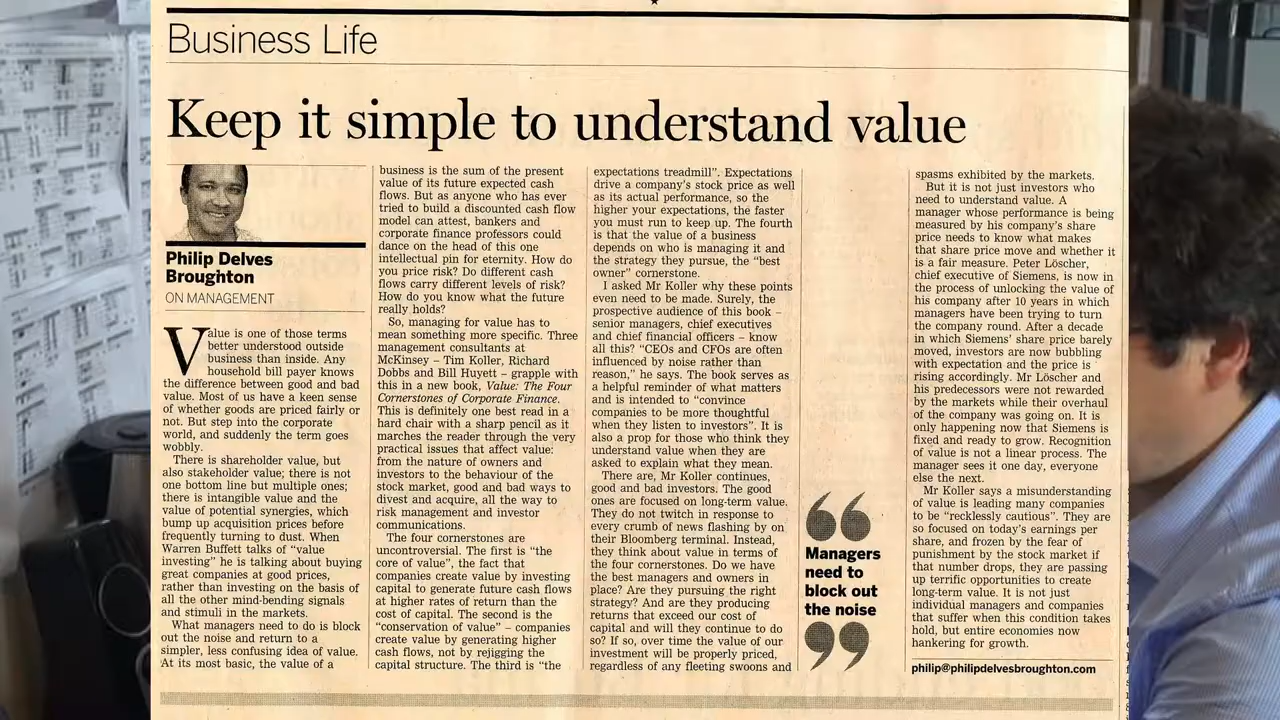 Business Life
Keep it simple to understand value
Philip Delves
Broughton
ON MANAGEMENT
Value is one of those terms
better understood outside
business than inside. Any
household bill payer knows
the difference between good and bad
value. Most of us have a keen sense
of whether goods are priced fairly or
not. But step into the corporate
world, and suddenly the term goes
wobbly.
There is shareholder value, but
also stakeholder value; there is not
one bottom line but multiple ones;
there is intangible value and the
value of potential synergies, which
bump up acquisition prices before
frequently turning to dust. When
Warren Buffett talks of “value
investing” he is talking about buying
great companies at good prices,
rather than investing on the basis of
all the other mind-bending signals
and stimuli in the markets.
What managers need to do is block
out the noise and return to a
simpler, less confusing idea of value.
At its most basic, the value of a
business is the sum of the present
value of its future expected cash
flows. But as anyone who has ever
tried to build a discounted cash flow
model can attest, bankers and
corporate finance professors could
dance on the head of this one
intellectual pin for eternity. How do
you price risk? Do different cash
flows carry different levels of risk?
How do you know what the future
really holds?
So, managing for value has to
mean something more specific. Three
management consultants at
McKinsey – Tim Koller, Richard
Dobbs and Bill Huyett – grapple with
this in a new book, Value: The Four
Cornerstones of Corporate Finance.
This is definitely one best read in a
hard chair with a sharp pencil as it
marches the reader through the very
practical issues that affect value:
from the nature of owners and
investors to the behaviour of the
stock market, good and bad ways to
divest and acquire, all the way to
risk management and investor
communications.
The four cornerstones are
uncontroversial. The first is “the
core of value”, the fact that
companies create value by investing
capital to generate future cash flows
at higher rates of return than the
cost of capital. The second is the
“conservation of value” – companies
create value by generating higher
cash flows, not by rejigging the
capital structure. The third is “the
expectations treadmill”. Expectations
drive a company's stock price as well
as its actual performance, so the
higher your expectations, the faster
you must run to keep up. The fourth
is that the value of a business
depends on who is managing it and
the strategy they pursue, the “best
owner” cornerstone.
I asked Mr Koller why these points
even need to be made. Surely, the
prospective audience of this book –
senior managers, chief executives
and chief financial officers – know
all this? “CEOs and CFOs are often
influenced by noise rather than
reason,” he says. The book serves as
a helpful reminder of what matters
and is intended to “convince
companies to be more thoughtful
when they listen to investors”. It is
also a prop for those who think they
understand value when they are
asked to explain what they mean.
There are, Mr Koller continues,
good and bad investors. The good
ones are focused on long-term value.
They do not twitch in response to
every crumb of news flashing by on
their Bloomberg terminal. Instead,
they think about value in terms of
the four cornerstones. Do we have
the best managers and owners in
place? Are they pursuing the right
strategy? And are they producing
returns that exceed our cost of
capital and will they continue to do
so? If so, over time the value of our
investment will be properly priced,
regardless of any fleeting swoons and
“
Managers
need to
block out
the noise
”
spasms exhibited by the markets.
But it is not just investors who
need to understand value. A
manager whose performance is being
measured by his company's share
price needs to know what makes
that share price move and whether it
is a fair measure. Peter Löscher,
chief executive of Siemens, is now in
the process of unlocking the value of
his company after 10 years in which
managers have been trying to turn
the company round. After a decade
in which Siemens' share price barely
moved, investors are now bubbling
with expectation and the price is
rising accordingly. Mr Löscher and
his predecessors were not rewarded
by the markets while their overhaul
of the company was going on. It is
only happening now that Siemens is
fixed and ready to grow. Recognition
of value is not a linear process. The
manager sees it one day, everyone
else the next.
Mr Koller says a misunderstanding
of value is leading many companies
to be “recklessly cautious”. They are
so focused on today's earnings per
share, and frozen by the fear of
punishment by the stock market if
that number drops, they are passing
up terrific opportunities to create
long-term value. It is not just
individual managers and companies
that suffer when this condition takes
hold, but entire economies now
hankering for growth.
philip@philipdelvesbroughton.com